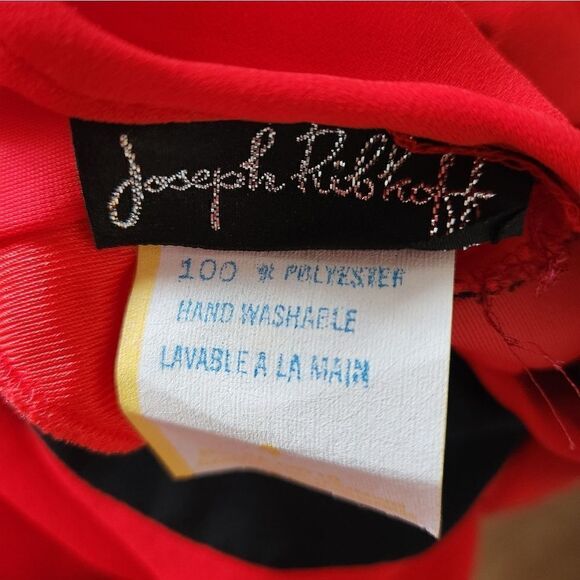 Joseph Ribkoff
100 % POLYESTER
HAND WASHABLE
LAVABLE A LA MAIN